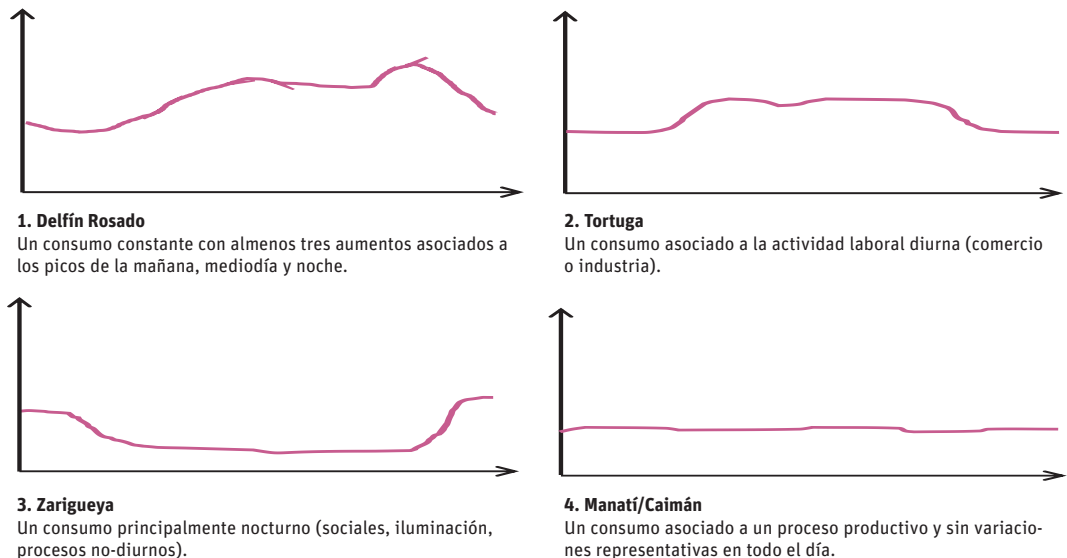 1. Delfín Rosado
Un consumo constante con almenos tres aumentos asociados a
los picos de la mañana, mediodía y noche.
2. Tortuga
Un consumo asociado a la actividad laboral diurna (comercio
o industria).
3. Zarigueya
Un consumo principalmente nocturno (sociales, iluminación,
procesos no-diurnos).
4. Manatí/Caimán
Un consumo asociado a un proceso productivo y sin variacio-
nes representativas en todo el día.